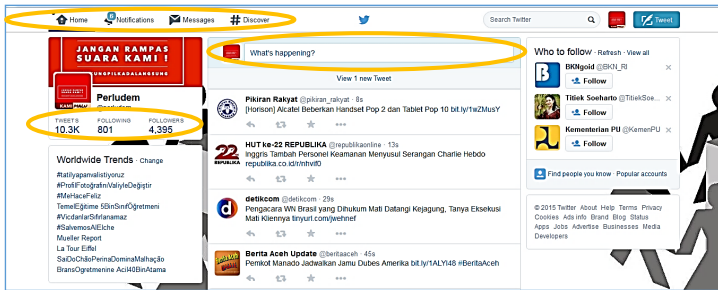 Home Notifications Messages # Discover
Search Twitter
Tweet
JANGAN RAMPAS
SUARA KAMI !
Perludem
TWEETS FOLLOWING FOLLOWERS
10.3K 801 4,395
Worldwide Trends · Change
#tatilyapanvalistiyoruz
#ProfilFotoğrafınıValiyleDeğiştir
#MeHaceFeliz
TemelEğitime 5BinSınıfÖğretmeni
#VicdanlarSıfırlanamaz
#SalvemosAlElche
Mueller Report
La Tour Eiffel
SaiDoChãoPerinaDominaMalhação
BransOgretmenine Aci40BinAtama
What's happening?
View 1 new Tweet
Pikiran Rakyat @pikiran_rakyat · 8s
[Horison] Alcatel Beberkan Handset Pop 2 dan Tablet Pop 10 bit.ly/1wZMusY
HUT ke-22 REPUBLIKA @republikaonline · 13s
Inggris Tambah Personel Keamanan Menyusul Serangan Charlie Hebdo
republika.co.id/r/nhvif0
detikcom @detikcom · 29s
Pengacara WN Brasil yang Dihukum Mati Datangi Kejagung, Tanya Eksekusi
Mati Kliennya tinyurl.com/jwehnef
Berita Aceh Update @beritaaceh · 45s
Pemkot Manado Jadwalkan Jamu Dubes Amerika bit.ly/1ALYI48 #BeritaAceh
Who to follow · Refresh · View all
BKNgoid @BKN_RI
Follow
Titiek Soeharto @TitiekSoe...
Follow
Kementerian PU @KemenPU
Follow
Find people you know · Popular accounts
© 2015 Twitter About Help Terms Privacy
Cookies Ads info Brand Blog Status
Apps Jobs Advertise Businesses Media
Developers